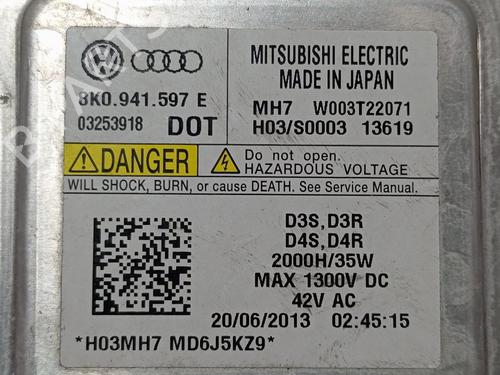 8K0.941.597 E
03253918 DOT
MITSUBISHI ELECTRIC
MADE IN JAPAN
MH7 W003T22071
H03/S0003 13619
DANGER
Do not open.
HAZARDOUS VOLTAGE
WILL SHOCK, BURN, or cause DEATH. See Service Manual.
D3S,D3R
D4S,D4R
2000H/35W
MAX 1300V DC
42V AC
20/06/2013 02:45:15
*H03MH7 MD6J5KZ9*